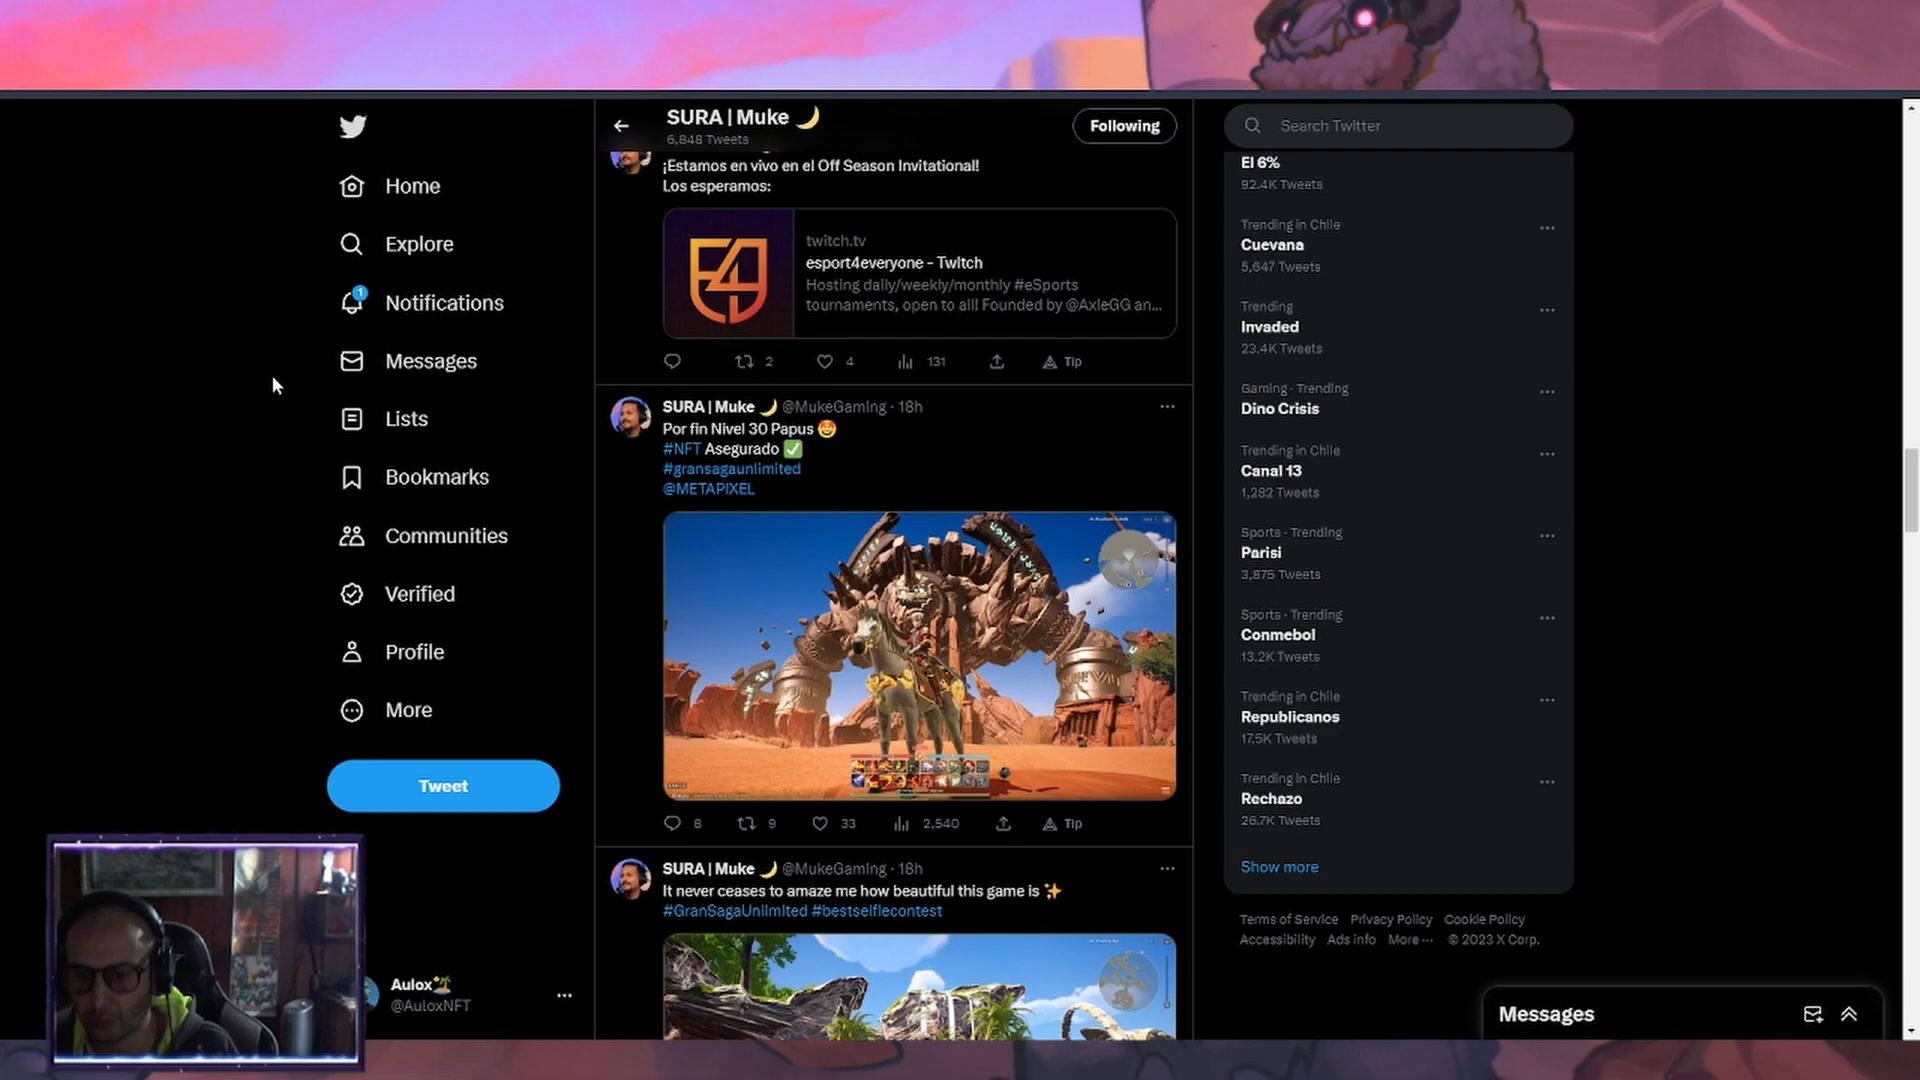 Home
Explore
1
Notifications
Messages
Lists
Bookmarks
Communities
Verified
Profile
More
Tweet
Aulox
@AuloxNFT
SURA | Muke
6,848 Tweets
Following
¡Estamos en vivo en el Off Season Invitational!
Los esperamos:
E4
twitch.tv
esport4everyone - Twitch
Hosting daily/weekly/monthly #eSports
tournaments, open to all! Founded by @AxleGG an...
2
4
131
Tip
SURA | Muke @MukeGaming · 18h
Por fin Nivel 30 Papus
#NFT Asegurado
#gransagaunlimited
@METAPIXEL
8
9
33
2,540
Tip
SURA | Muke @MukeGaming · 18h
It never ceases to amaze me how beautiful this game is
#GranSagaUnlimited #bestselfiecontest
Search Twitter
El 6%
92.4K Tweets
Trending in Chile
Cuevana
5,647 Tweets
Trending
Invaded
23.4K Tweets
Gaming · Trending
Dino Crisis
Trending in Chile
Canal 13
1,292 Tweets
Sports · Trending
Parisi
3,875 Tweets
Sports · Trending
Conmebol
13.2K Tweets
Trending in Chile
Republicanos
17.5K Tweets
Trending in Chile
Rechazo
26.7K Tweets
Show more
Terms of Service Privacy Policy Cookie Policy
Accessibility Ads info More ··· © 2023 X Corp.
Messages